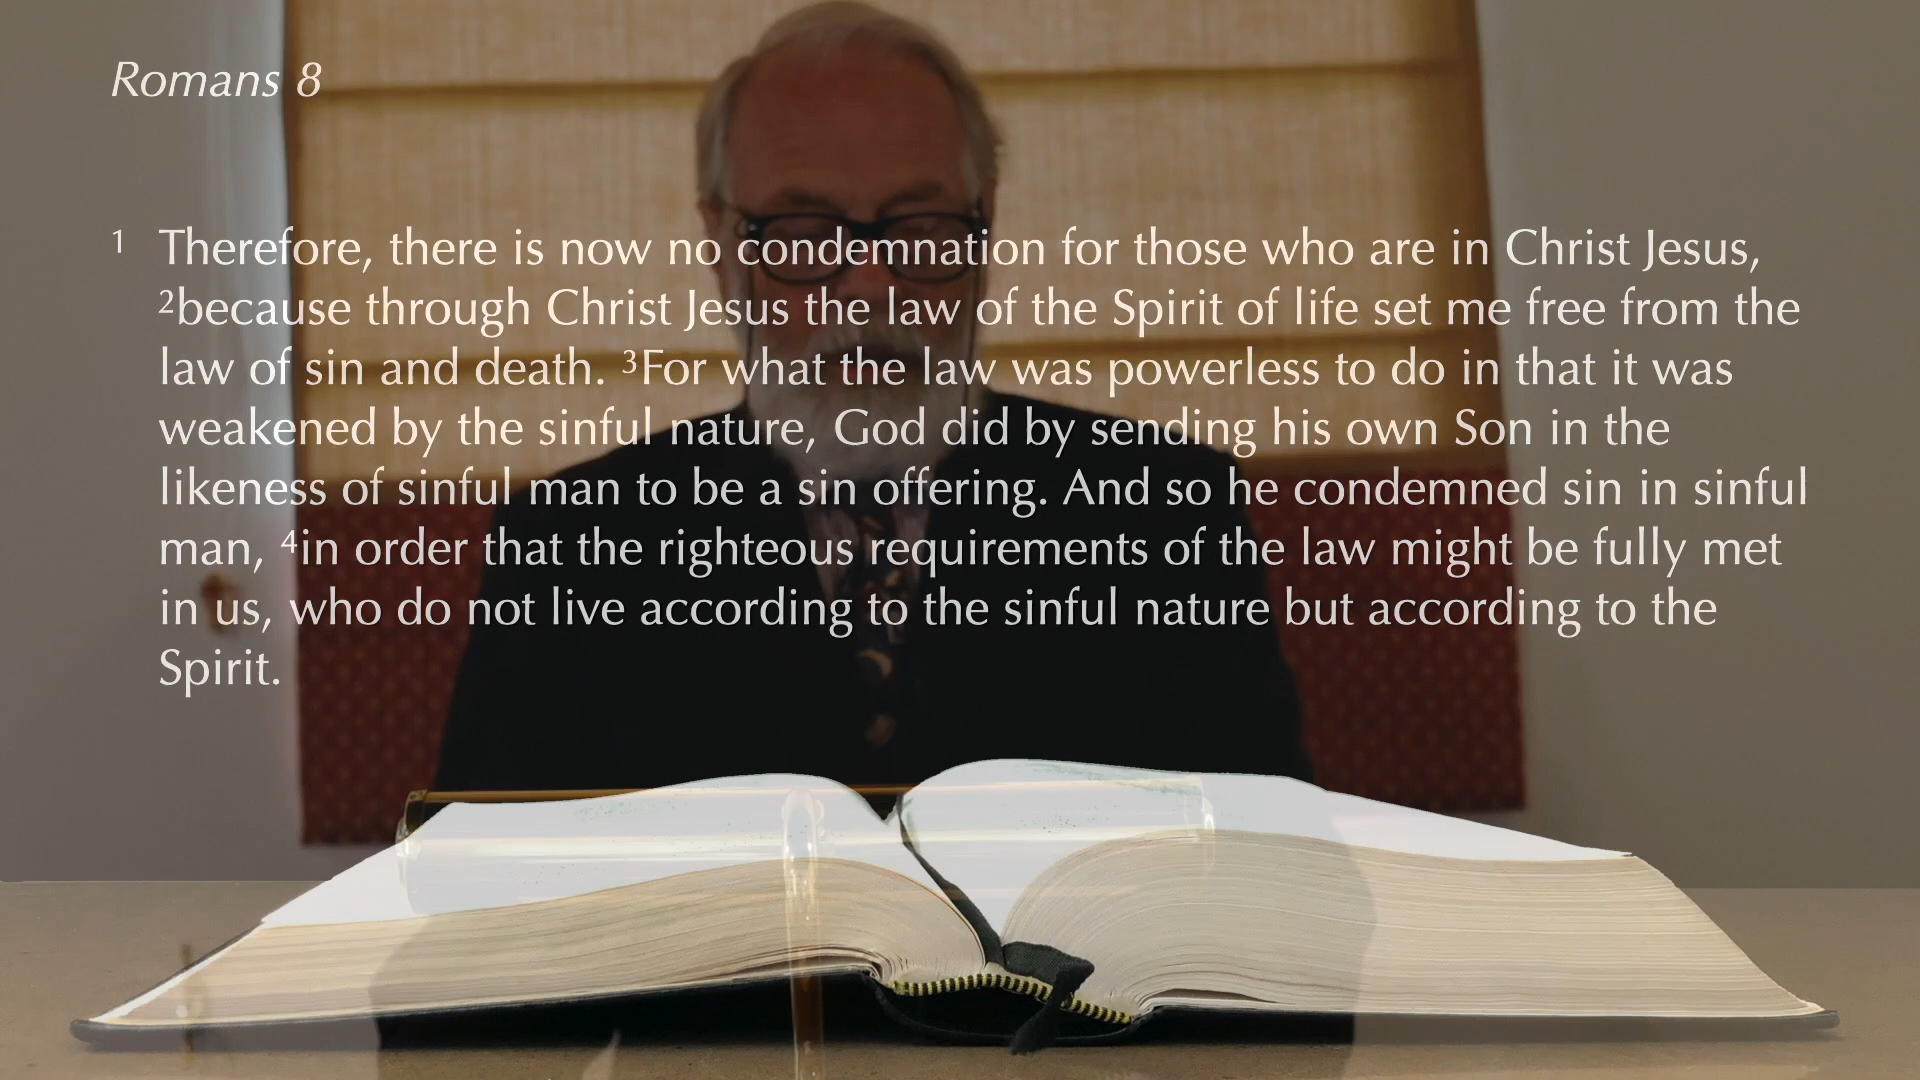 Romans 8
1 Therefore, there is now no condemnation for those who are in Christ Jesus,
2because through Christ Jesus the law of the Spirit of life set me free from the
law of sin and death. 3For what the law was powerless to do in that it was
weakened by the sinful nature, God did by sending his own Son in the
likeness of sinful man to be a sin offering. And so he condemned sin in sinful
man, 4in order that the righteous requirements of the law might be fully met
in us, who do not live according to the sinful nature but according to the
Spirit.